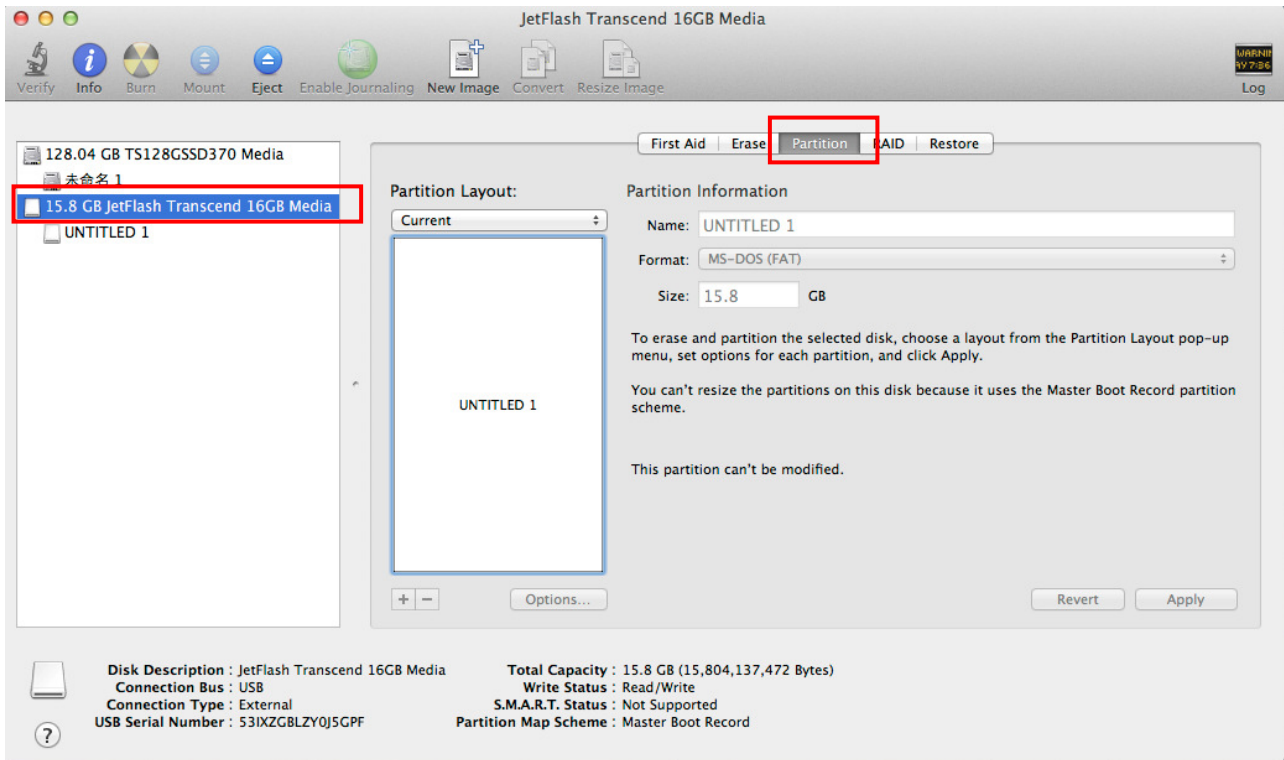 JetFlash Transcend 16GB Media
Verify Info Burn Mount Eject Enable Journaling New Image Convert Resize Image Log
WARNIN
AY 7:86
128.04 GB TS128GSSD370 Media
未命名 1
15.8 GB JetFlash Transcend 16GB Media
UNTITLED 1
First Aid Erase Partition RAID Restore
Partition Layout:
Current
UNTITLED 1
+ − Options...
Partition Information
Name: UNTITLED 1
Format: MS-DOS (FAT)
Size: 15.8 GB
To erase and partition the selected disk, choose a layout from the Partition Layout pop-up
menu, set options for each partition, and click Apply.
You can't resize the partitions on this disk because it uses the Master Boot Record partition
scheme.
This partition can't be modified.
Revert Apply
Disk Description : JetFlash Transcend 16GB Media
Connection Bus : USB
Connection Type : External
USB Serial Number : 53IXZGBLZY0J5GPF
Total Capacity : 15.8 GB (15,804,137,472 Bytes)
Write Status : Read/Write
S.M.A.R.T. Status : Not Supported
Partition Map Scheme : Master Boot Record
?